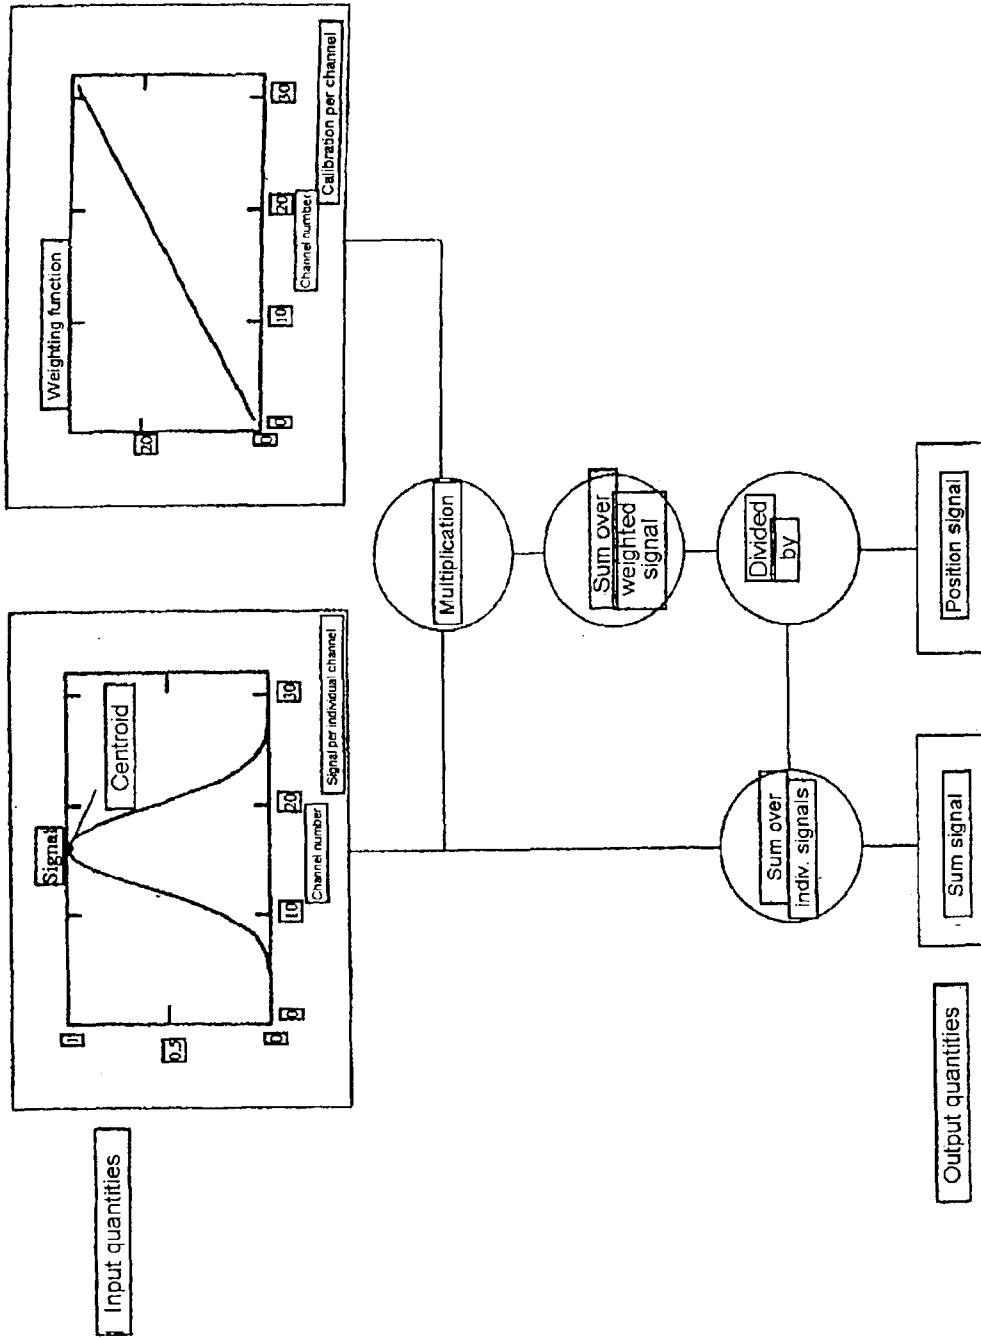 Input quantities
Signal
Centroid
1
0.5
0
0
10
20
30
Channel number
Signal per individual channel
Weighting function
20
0
0
10
20
30
Channel number
Calibration per channel
Multiplication
Sum over
weighted
signal
Divided
by
Sum over
indiv. signals
Output quantities
Sum signal
Position signal